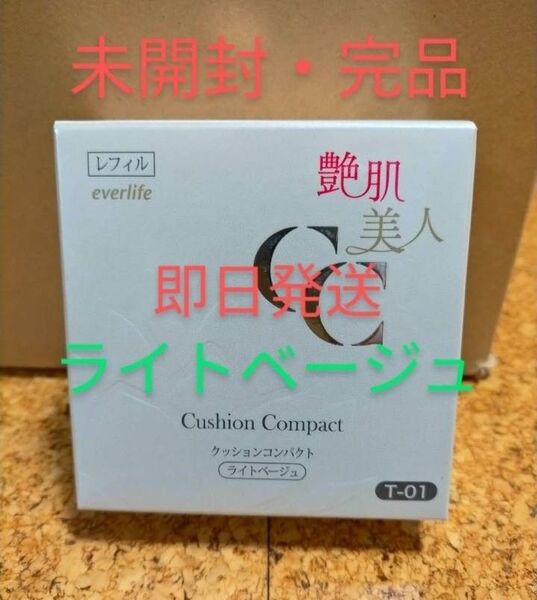 未開封・完品
レフィル
everlife
艶肌
美人
CC
即日発送
ライトベージュ
Cushion Compact
クッションコンパクト
ライトベージュ
T-01